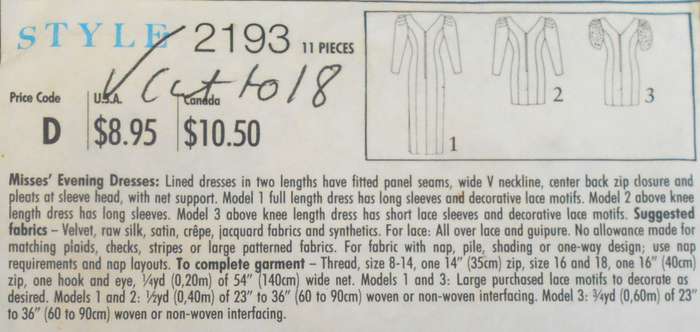 STYLE 2193 11 PIECES
✓ Cut to 18
Price Code U.S.A. Canada
D $8.95 $10.50
1 2 3
Misses' Evening Dresses: Lined dresses in two lengths have fitted panel seams, wide V neckline, center back zip closure and
pleats at sleeve head, with net support. Model 1 full length dress has long sleeves and decorative lace motifs. Model 2 above knee
length dress has long sleeves. Model 3 above knee length dress has short lace sleeves and decorative lace motifs. Suggested
fabrics – Velvet, raw silk, satin, crêpe, jacquard fabrics and synthetics. For lace: All over lace and guipure. No allowance made for
matching plaids, checks, stripes or large patterned fabrics. For fabric with nap, pile, shading or one-way design; use nap
requirements and nap layouts. To complete garment – Thread, size 8-14, one 14" (35cm) zip, size 16 and 18, one 16" (40cm)
zip, one hook and eye, ¼yd (0,20m) of 54" (140cm) wide net. Models 1 and 3: Large purchased lace motifs to decorate as
desired. Models 1 and 2: ½yd (0,40m) of 23" to 36" (60 to 90cm) woven or non-woven interfacing. Model 3: ¾yd (0,60m) of 23"
to 36" (60 to 90cm) woven or non-woven interfacing.